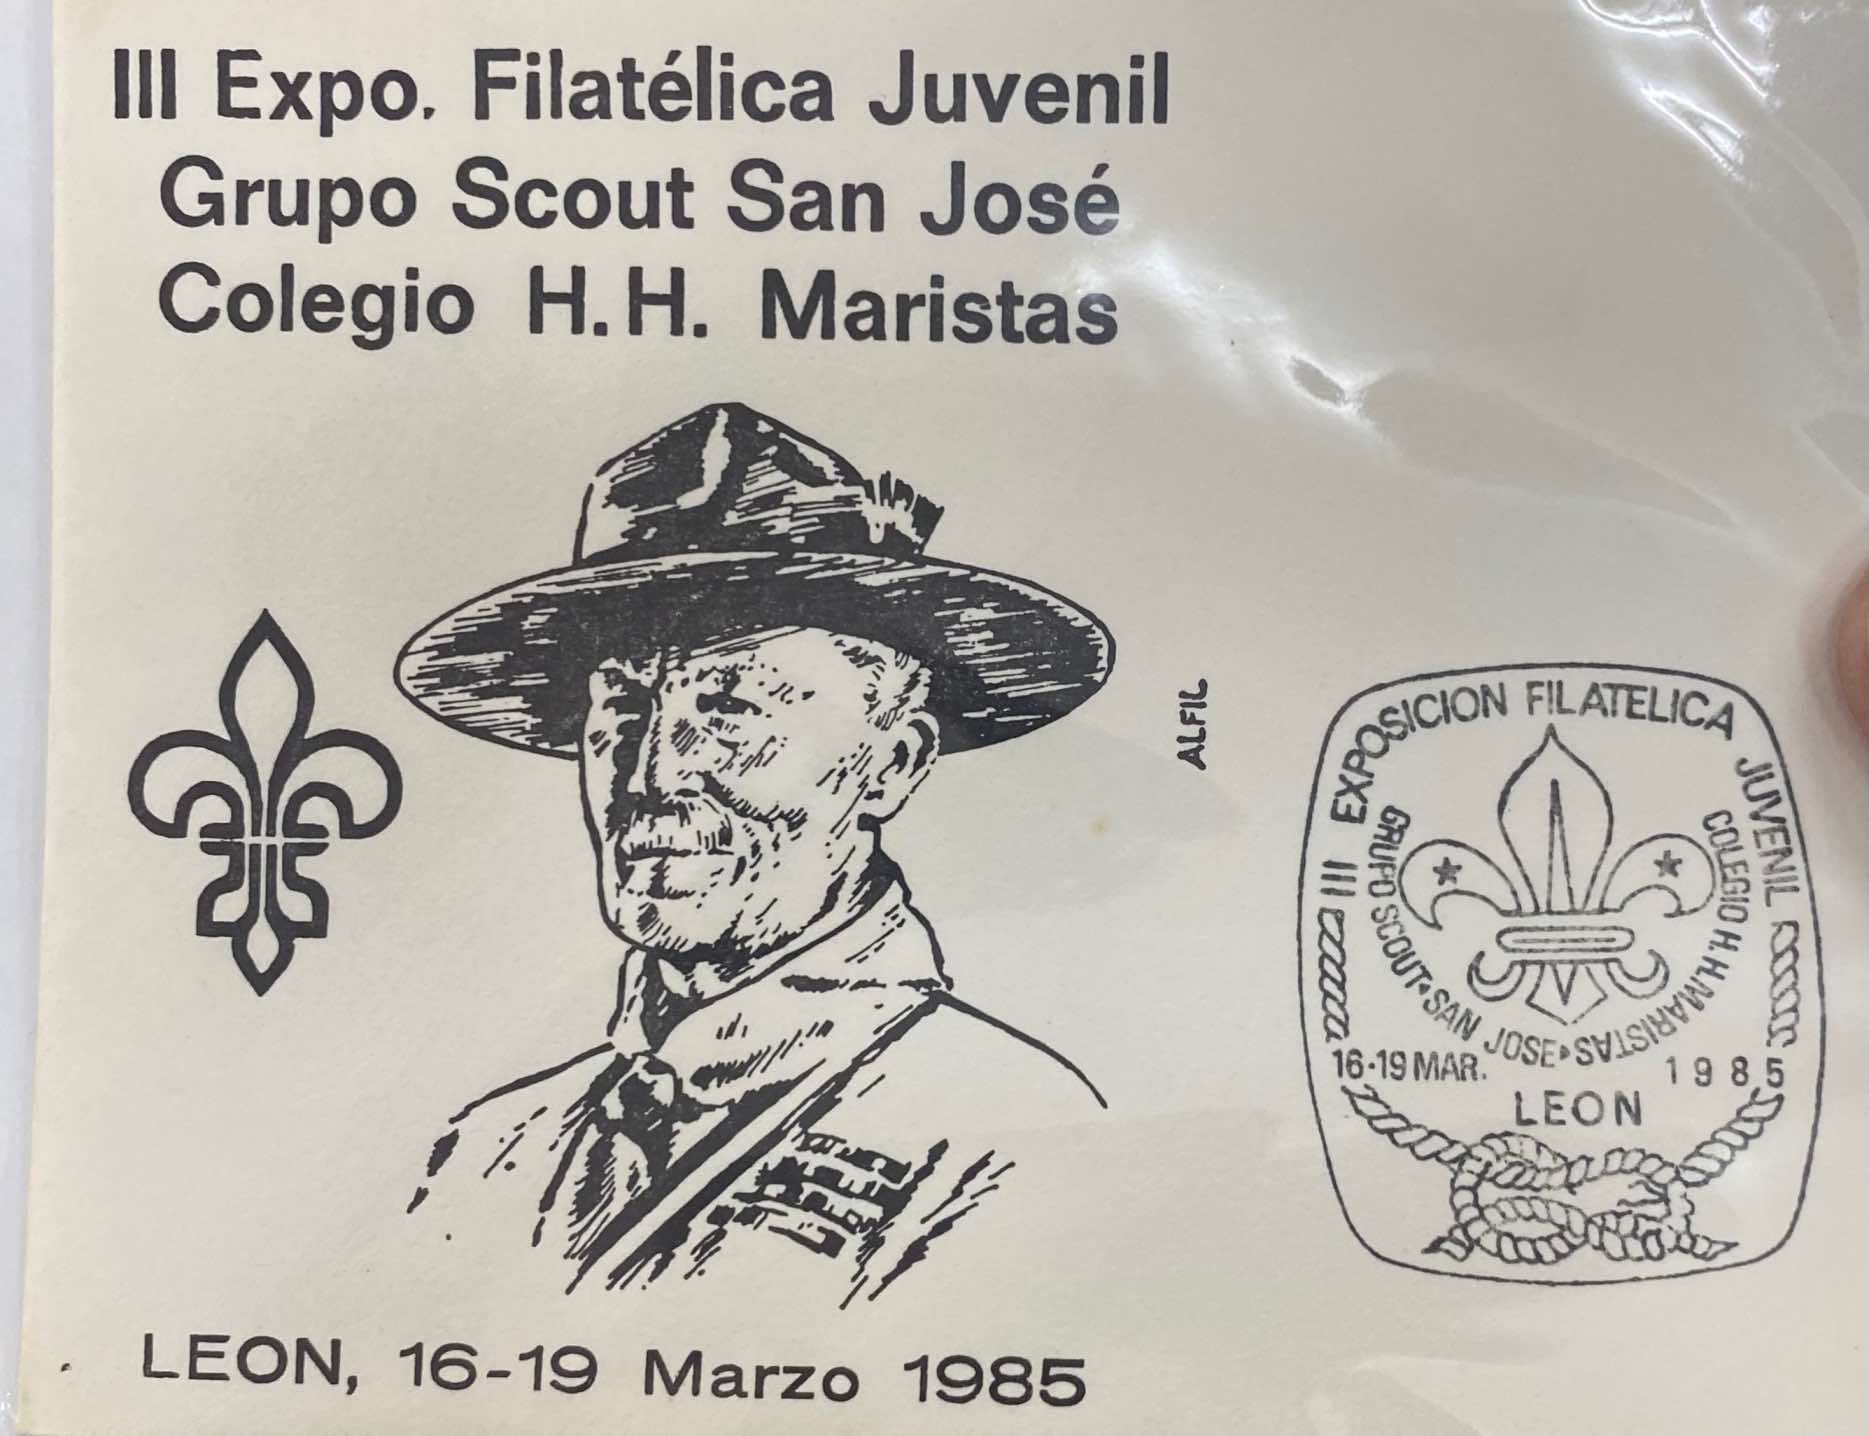 III Expo. Filatélica Juvenil
Grupo Scout San José
Colegio H.H. Maristas
ALFIL
III EXPOSICION FILATELICA JUVENIL
GRUPO SCOUT•SAN JOSE•COLEGIO H.H.MARISTAS
16•19 MAR. 1985
LEON
LEON, 16-19 Marzo 1985